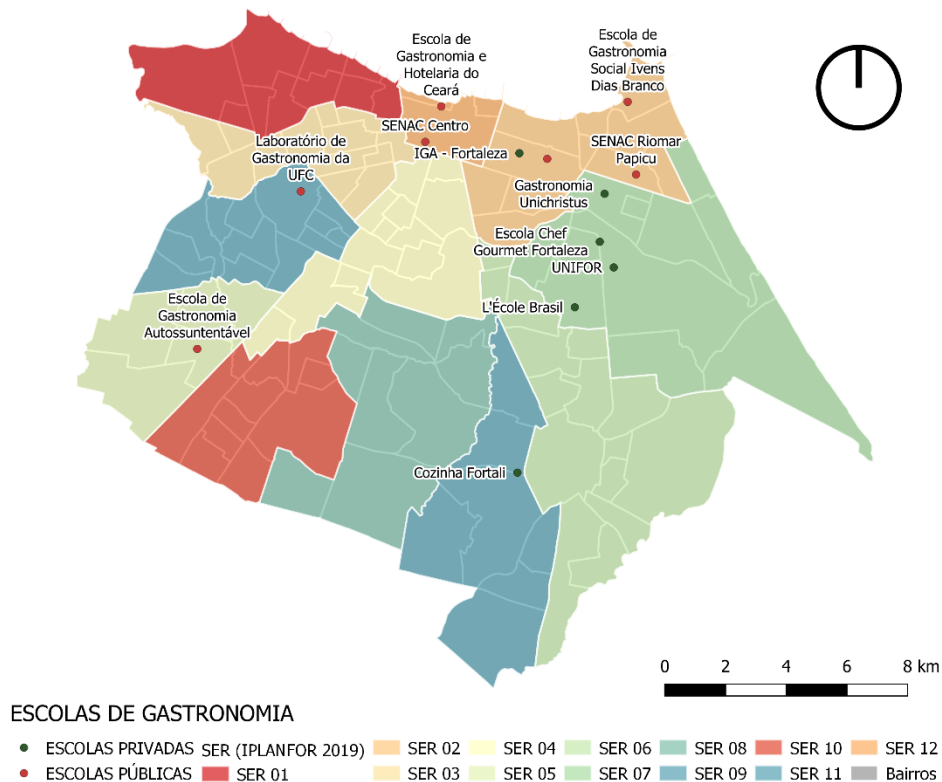 Escola de
Gastronomia e
Hotelaria do
Ceará
Escola de
Gastronomia
Social Ivens
Dias Branco
SENAC Centro
IGA - Fortaleza
SENAC Riomar
Papicu
Laboratório de
Gastronomia da
UFC
Gastronomia
Unichristus
Escola Chef
Gourmet Fortaleza
UNIFOR
L'École Brasil
Escola de
Gastronomia
Autossuntentável
Cozinha Fortali
0 2 4 6 8 km
ESCOLAS DE GASTRONOMIA
ESCOLAS PRIVADAS SER (IPLANFOR 2019) SER 02 SER 04 SER 06 SER 08 SER 10 SER 12
ESCOLAS PÚBLICAS SER 01 SER 03 SER 05 SER 07 SER 09 SER 11 Bairros